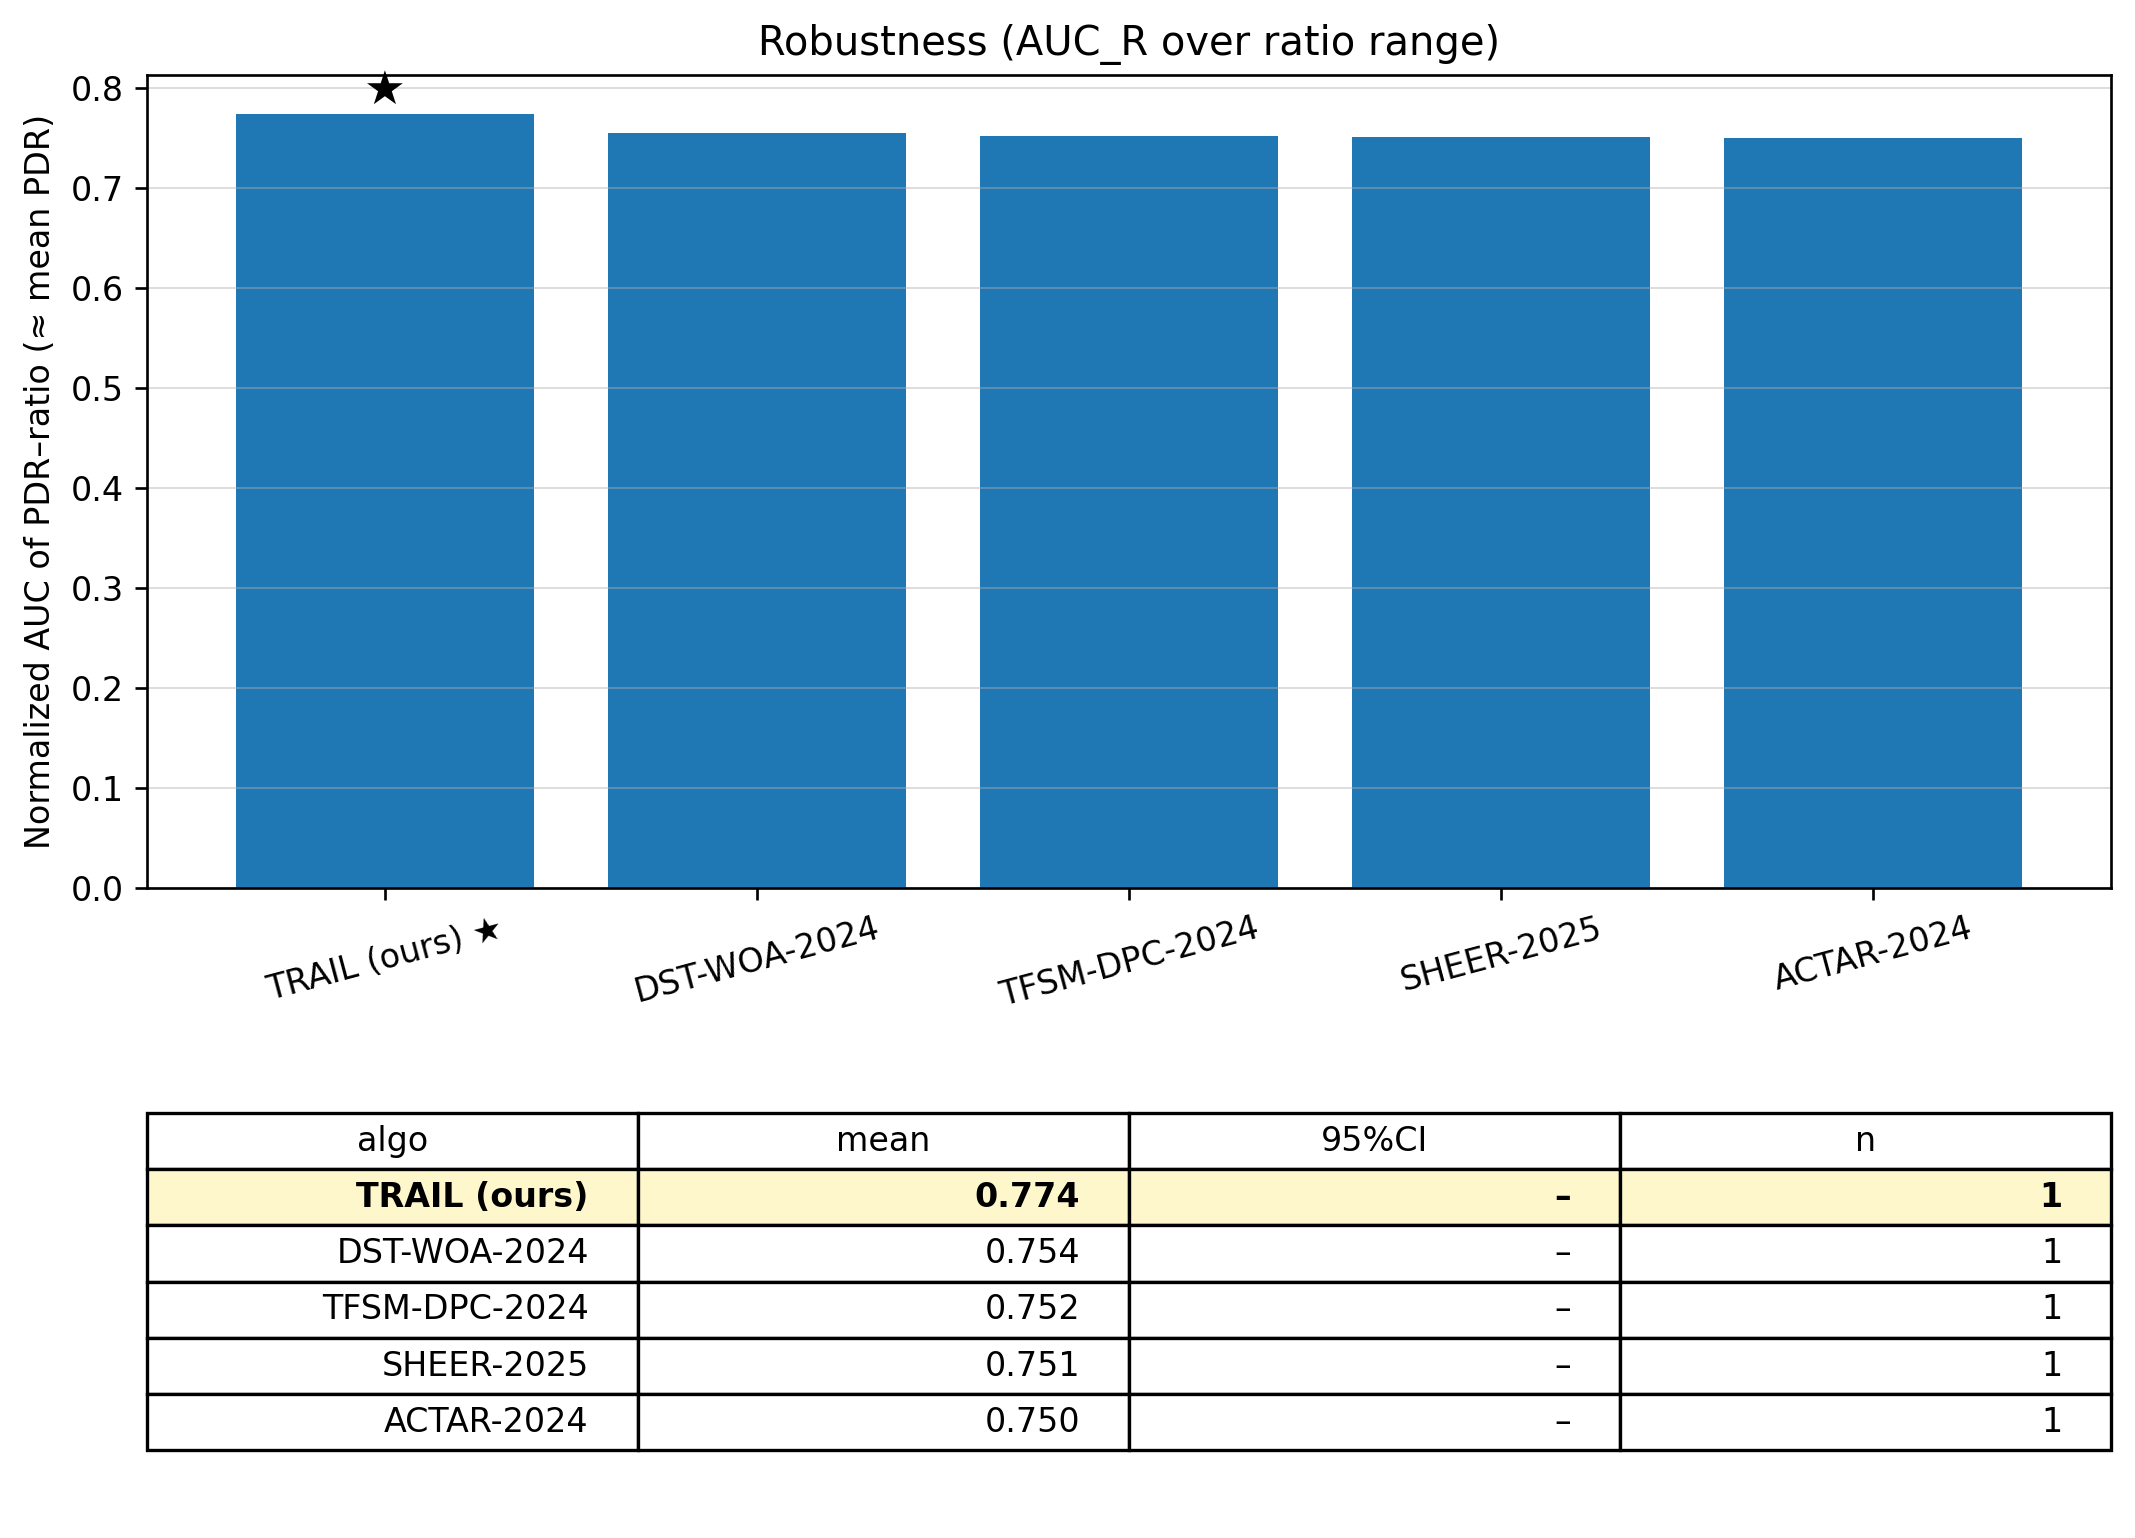 Robustness (AUC_R over ratio range)
Normalized AUC of PDR–ratio (≈ mean PDR)
0.8
0.7
0.6
0.5
0.4
0.3
0.2
0.1
0.0
★
TRAIL (ours) ★
DST-WOA-2024
TFSM-DPC-2024
SHEER-2025
ACTAR-2024
algo mean 95%CI n
TRAIL (ours) 0.774 – 1
DST-WOA-2024 0.754 – 1
TFSM-DPC-2024 0.752 – 1
SHEER-2025 0.751 – 1
ACTAR-2024 0.750 – 1